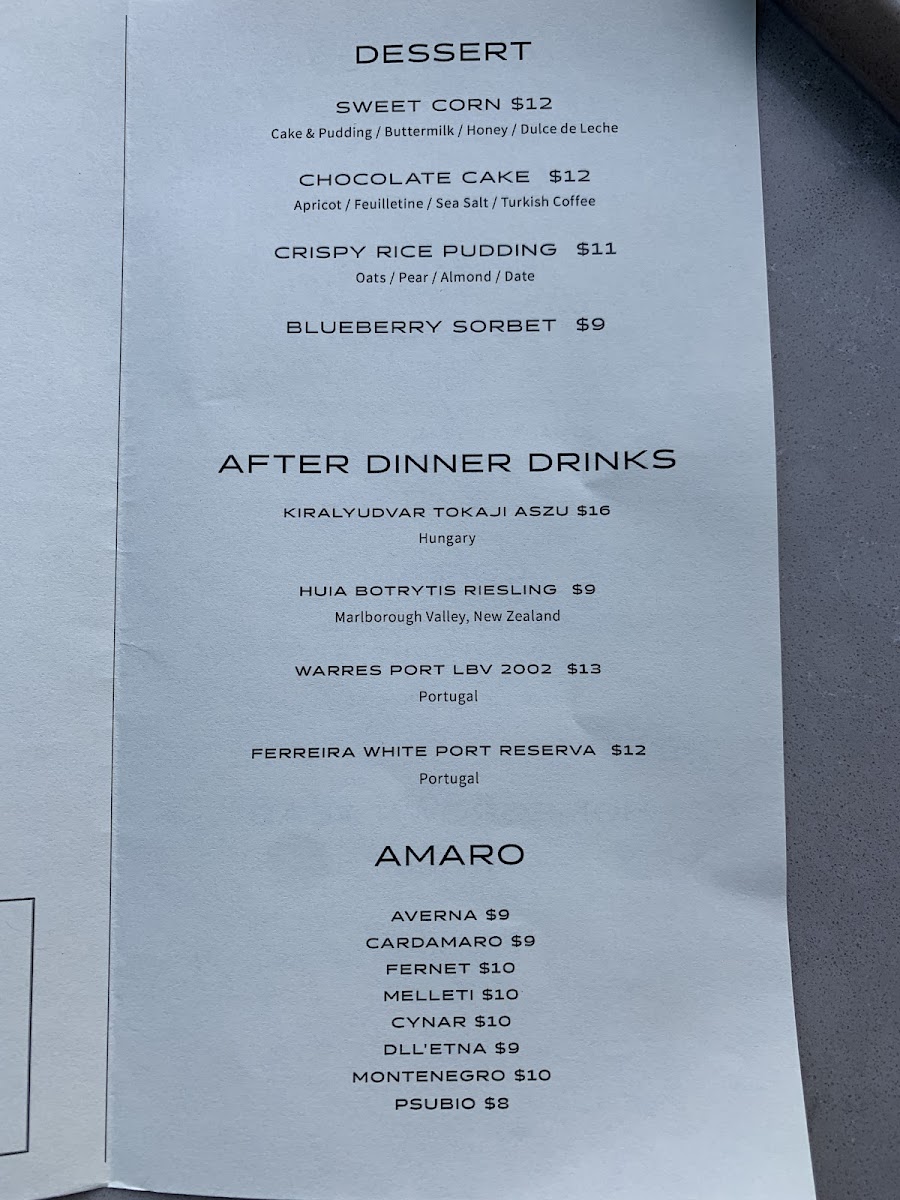 DESSERT
SWEET CORN $12
Cake & Pudding / Buttermilk / Honey / Dulce de Leche
CHOCOLATE CAKE $12
Apricot / Feuilletine / Sea Salt / Turkish Coffee
CRISPY RICE PUDDING $11
Oats / Pear / Almond / Date
BLUEBERRY SORBET $9
AFTER DINNER DRINKS
KIRALYUDVAR TOKAJI ASZU $16
Hungary
HUIA BOTRYTIS RIESLING $9
Marlborough Valley, New Zealand
WARRES PORT LBV 2002 $13
Portugal
FERREIRA WHITE PORT RESERVA $12
Portugal
AMARO
AVERNA $9
CARDAMARO $9
FERNET $10
MELLETI $10
CYNAR $10
DLL'ETNA $9
MONTENEGRO $10
PSUBIO $8